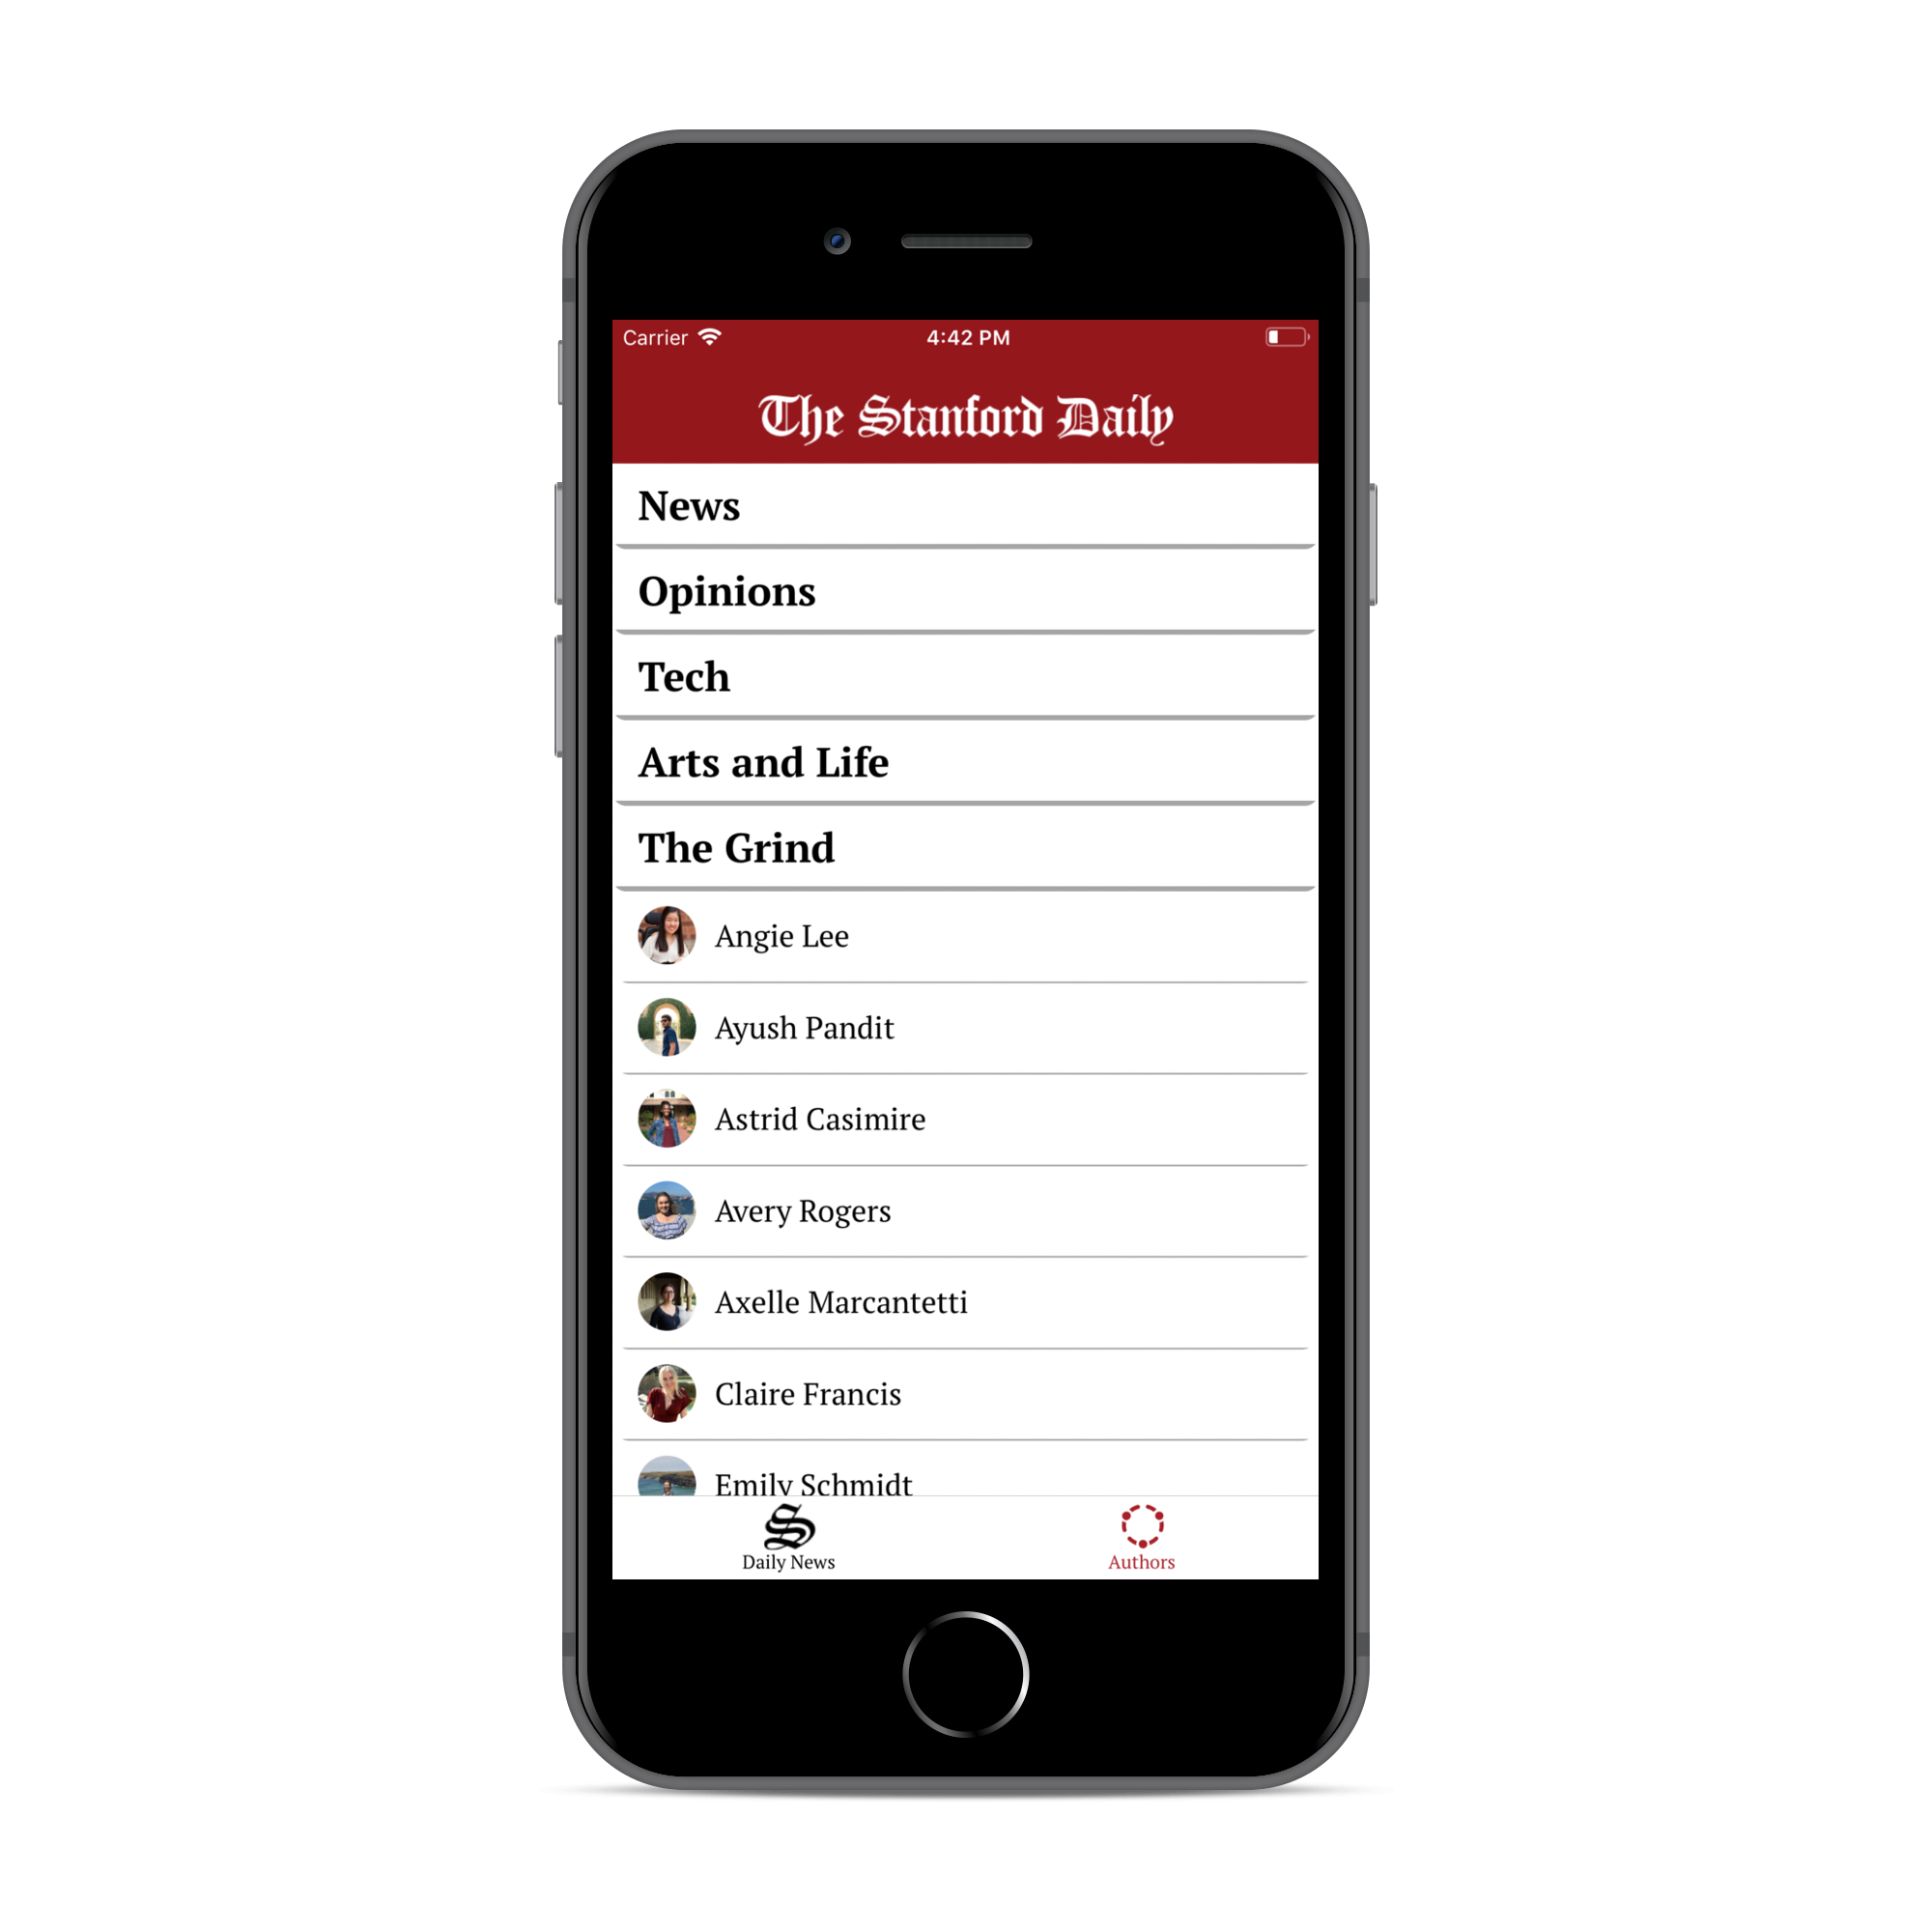 Carrier 4:42 PM
The Stanford Daily
News
Opinions
Tech
Arts and Life
The Grind
Angie Lee
Ayush Pandit
Astrid Casimire
Avery Rogers
Axelle Marcantetti
Claire Francis
Emily Schmidt
S
Daily News Authors